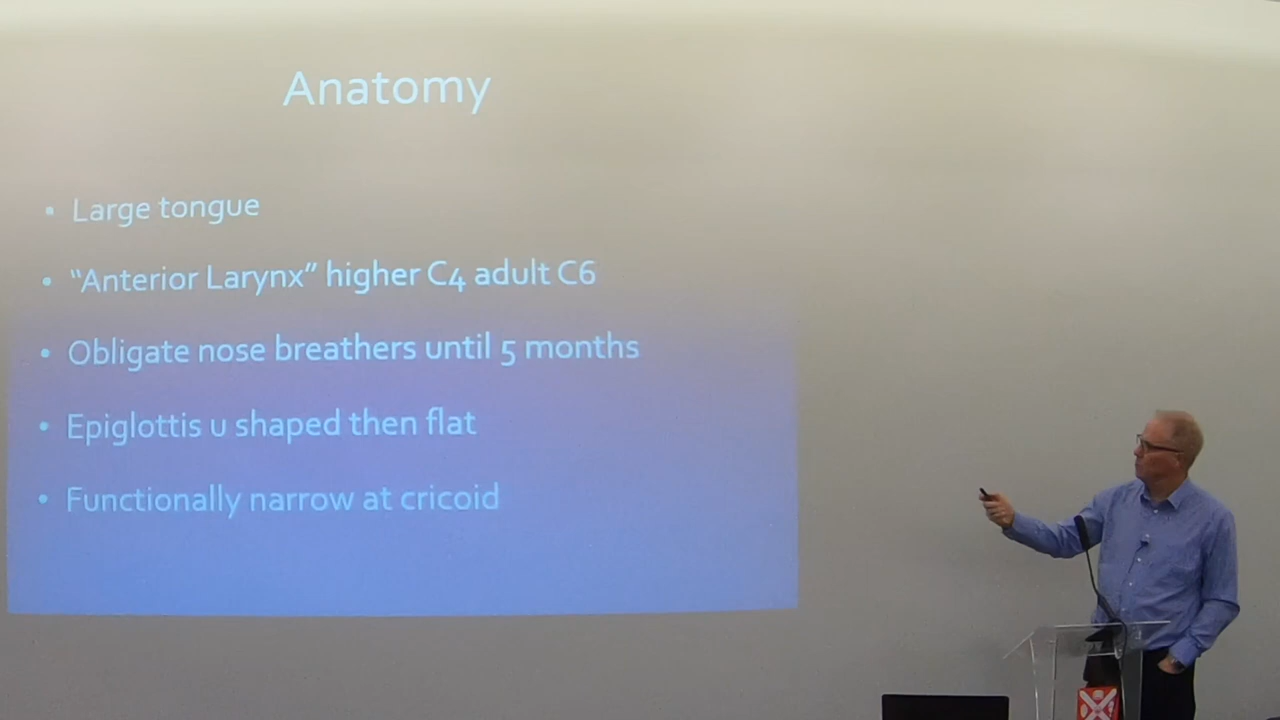 Anatomy
• Large tongue
• “Anterior Larynx” higher C4 adult C6
• Obligate nose breathers until 5 months
• Epiglottis u shaped then flat
• Functionally narrow at cricoid